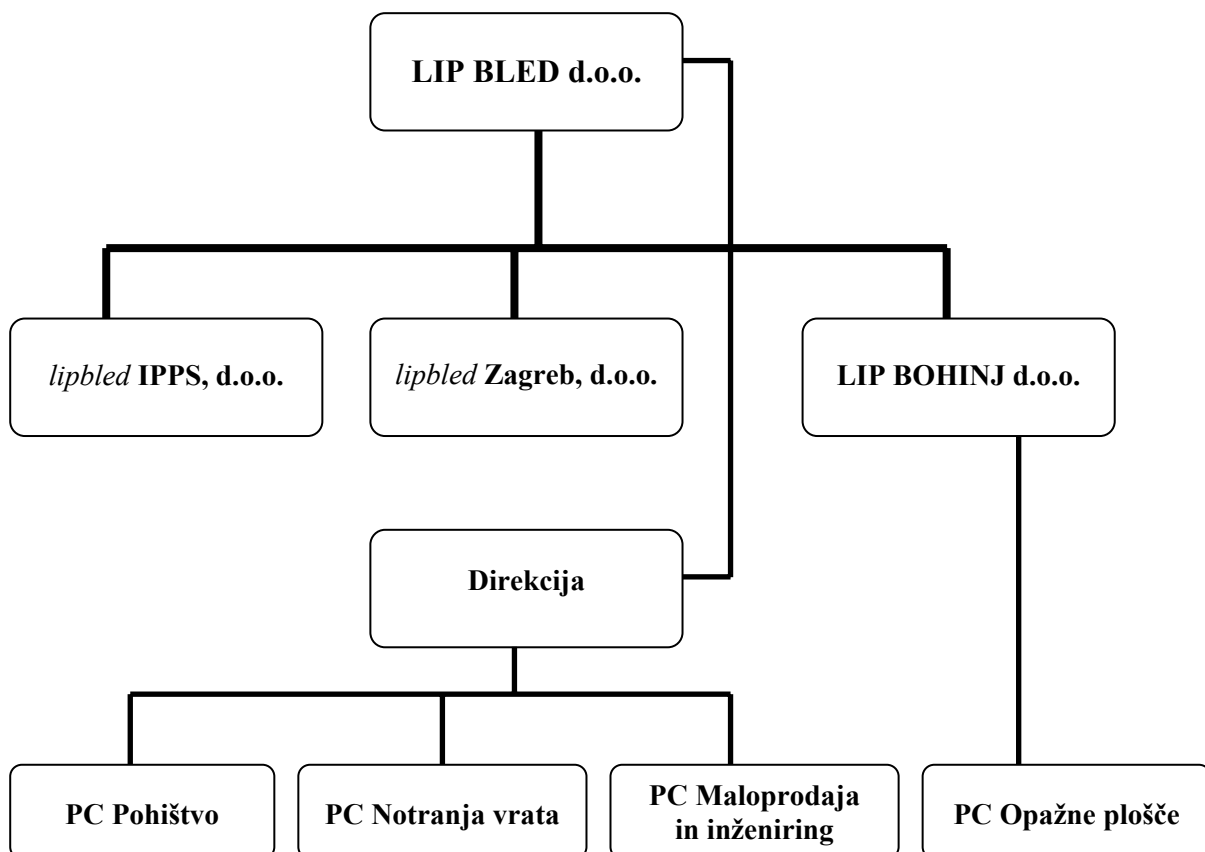 LIP BLED d.o.o.
lipbled IPPS, d.o.o.
lipbled Zagreb, d.o.o.
LIP BOHINJ d.o.o.
Direkcija
PC Pohištvo
PC Notranja vrata
PC Maloprodaja
in inženiring
PC Opažne plošče